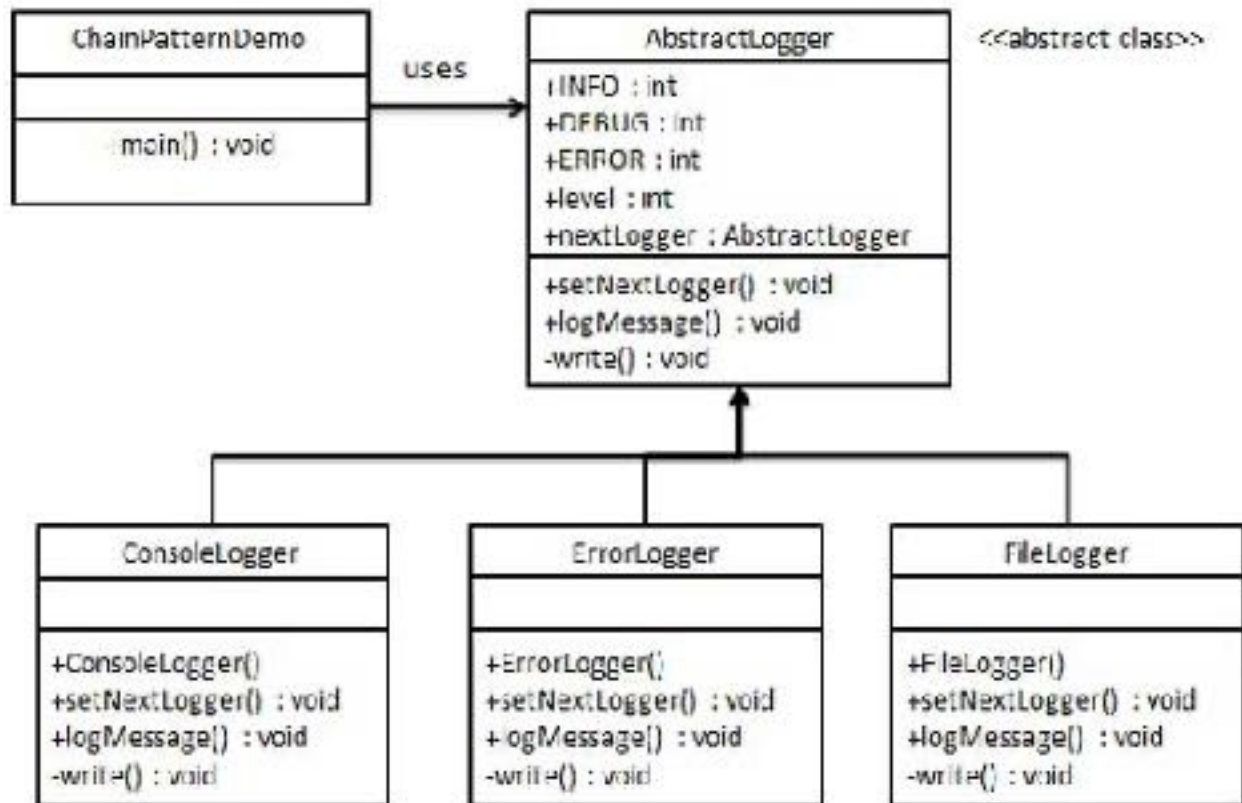 ChainPatternDemo
main() : void
uses
AbstractLogger
<<abstract class>>
+INFO : int
+DEBUG : int
+ERROR : int
+level : int
+nextLogger : AbstractLogger
+setNextLogger() : void
+logMessage() : void
-write() : void
ConsoleLogger
+ConsoleLogger()
+setNextLogger() : void
+logMessage() : void
-write() : void
ErrorLogger
+ErrorLogger()
+setNextLogger() : void
+logMessage() : void
-write() : void
FileLogger
+FileLogger()
+setNextLogger() : void
+logMessage() : void
-write() : void